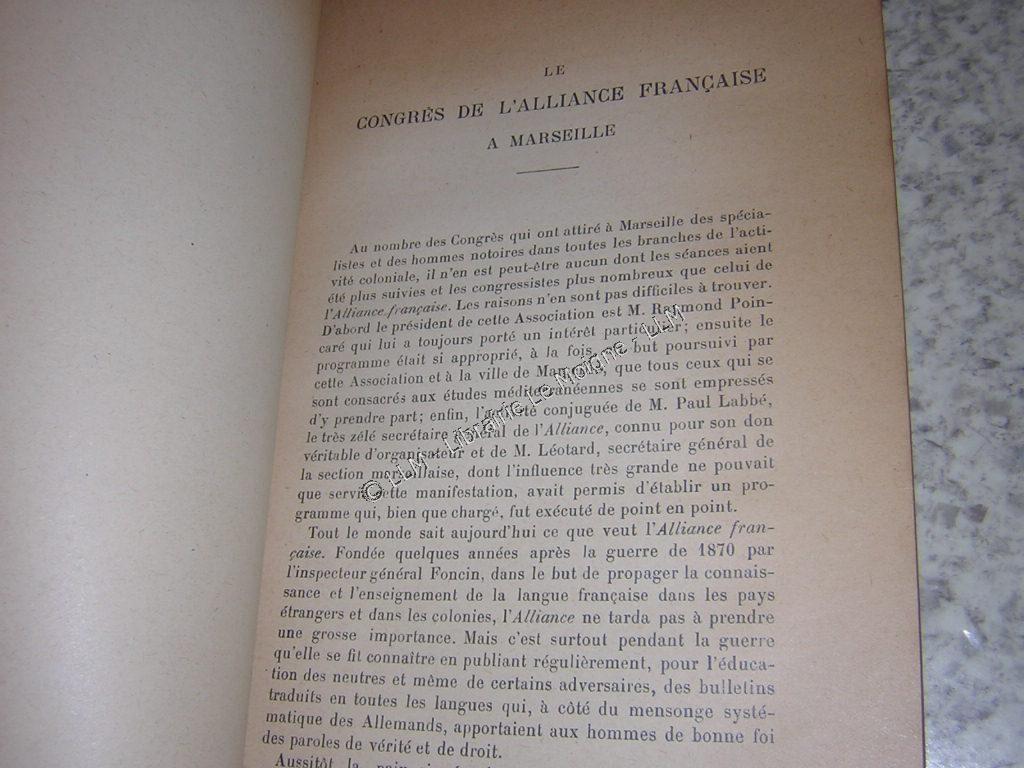 LE
CONGRÈS DE L'ALLIANCE FRANÇAISE
A MARSEILLE
Au nombre des Congrès qui ont attiré à Marseille des spécia-
listes et des hommes notoires dans toutes les branches de l'acti-
vité coloniale, il n'en est peut-être aucun dont les séances aient
été plus suivies et les congressistes plus nombreux que celui de
l'Alliance française. Les raisons n'en sont pas difficiles à trouver.
D'abord le président de cette Association est M. Raymond Poin-
caré qui lui a toujours porté un intérêt particulier; ensuite le
programme était si approprié, à la fois, au but poursuivi par
cette Association et à la ville de Marseille, que tous ceux qui se
sont consacrés aux études méditerranéennes se sont empressés
d'y prendre part; enfin, l'activité conjuguée de M. Paul Labbé,
le très zélé secrétaire général de l'Alliance, connu pour son don
véritable d'organisateur et de M. Léotard, secrétaire général de
la section marseillaise, dont l'influence très grande ne pouvait
que servir cette manifestation, avait permis d'établir un pro-
gramme qui, bien que chargé, fut exécuté de point en point.
Tout le monde sait aujourd'hui ce que veut l'Alliance fran-
çaise. Fondée quelques années après la guerre de 1870 par
l'inspecteur général Foncin, dans le but de propager la connais-
sance et l'enseignement de la langue française dans les pays
étrangers et dans les colonies, l'Alliance ne tarda pas à prendre
une grosse importance. Mais c'est surtout pendant la guerre
qu'elle se fit connaître en publiant régulièrement, pour l'éduca-
tion des neutres et même de certains adversaires, des bulletins
traduits en toutes les langues qui, à côté du mensonge systé-
matique des Allemands, apportaient aux hommes de bonne foi
des paroles de vérité et de droit.
Aussitôt la
© LLM - Librairie Le Moigne - LLM